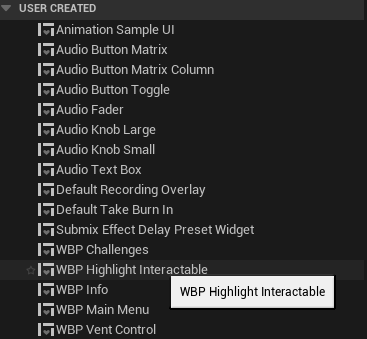 USER CREATED
Animation Sample UI
Audio Button Matrix
Audio Button Matrix Column
Audio Button Toggle
Audio Fader
Audio Knob Large
Audio Knob Small
Audio Text Box
Default Recording Overlay
Default Take Burn In
Submix Effect Delay Preset Widget
WBP Challenges
WBP Highlight Interactable
WBP Info
WBP Highlight Interactable
WBP Main Menu
WBP Vent Control